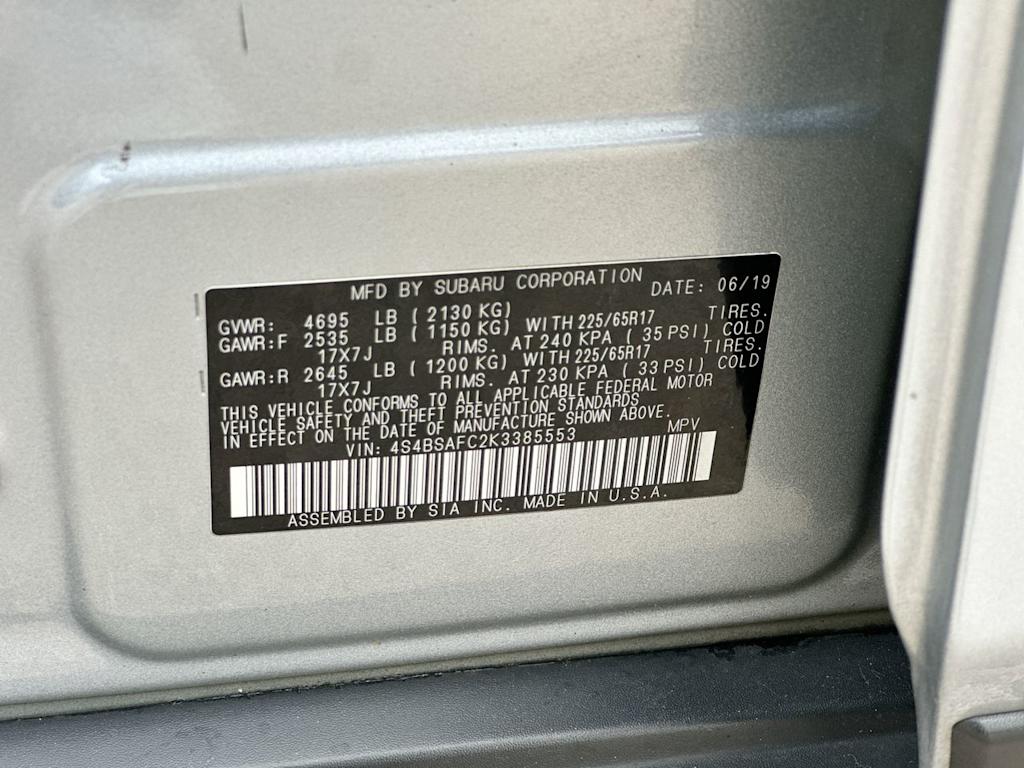 MFD BY SUBARU CORPORATION DATE: 06/19
GVWR: 4695 LB ( 2130 KG)
GAWR:F 2535 LB ( 1150 KG) WITH 225/65R17 TIRES.
17X7J RIMS. AT 240 KPA ( 35 PSI) COLD
GAWR:R 2645 LB ( 1200 KG) WITH 225/65R17 TIRES.
17X7J RIMS. AT 230 KPA ( 33 PSI) COLD
THIS VEHICLE CONFORMS TO ALL APPLICABLE FEDERAL MOTOR
VEHICLE SAFETY AND THEFT PREVENTION STANDARDS
IN EFFECT ON THE DATE OF MANUFACTURE SHOWN ABOVE.
VIN: 4S4BSAFC2K3385553 MPV
ASSEMBLED BY SIA INC. MADE IN U.S.A.